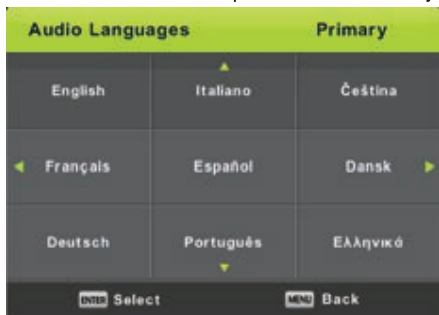 Audio Languages Primary
English Italiano Čeština
Français Español Dansk
Deutsch Português Ελληνικά
ENTER Select MENU Back